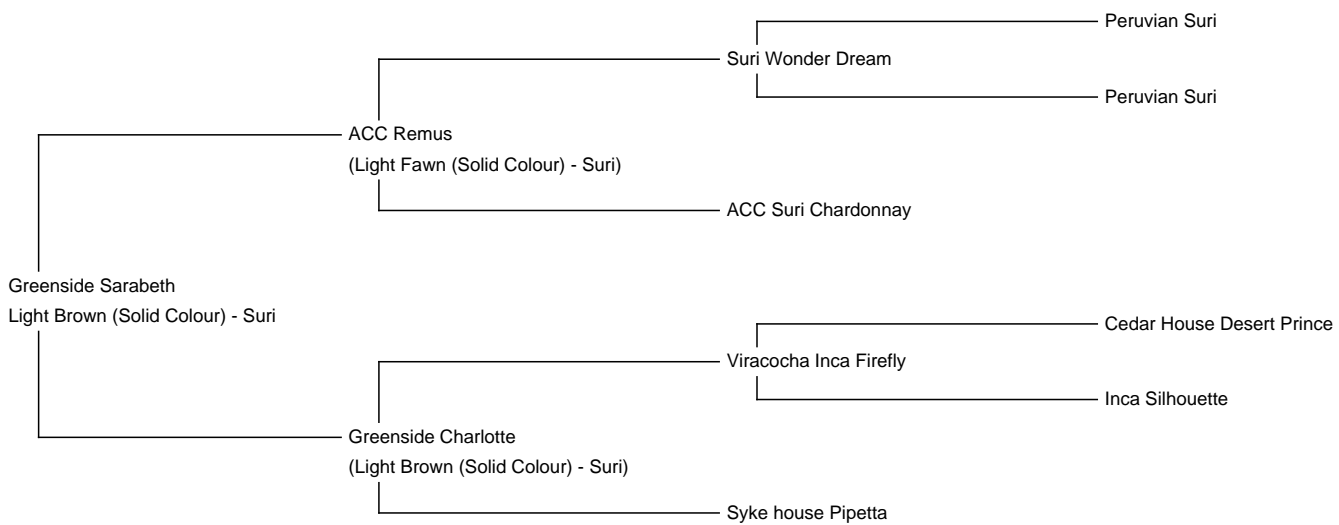 Peruvian Suri
Suri Wonder Dream
Peruvian Suri
ACC Remus
(Light Fawn (Solid Colour) - Suri)
ACC Suri Chardonnay
Greenside Sarabeth
Light Brown (Solid Colour) - Suri
Cedar House Desert Prince
Viracocha Inca Firefly
Inca Silhouette
Greenside Charlotte
(Light Brown (Solid Colour) - Suri)
Syke house Pipetta